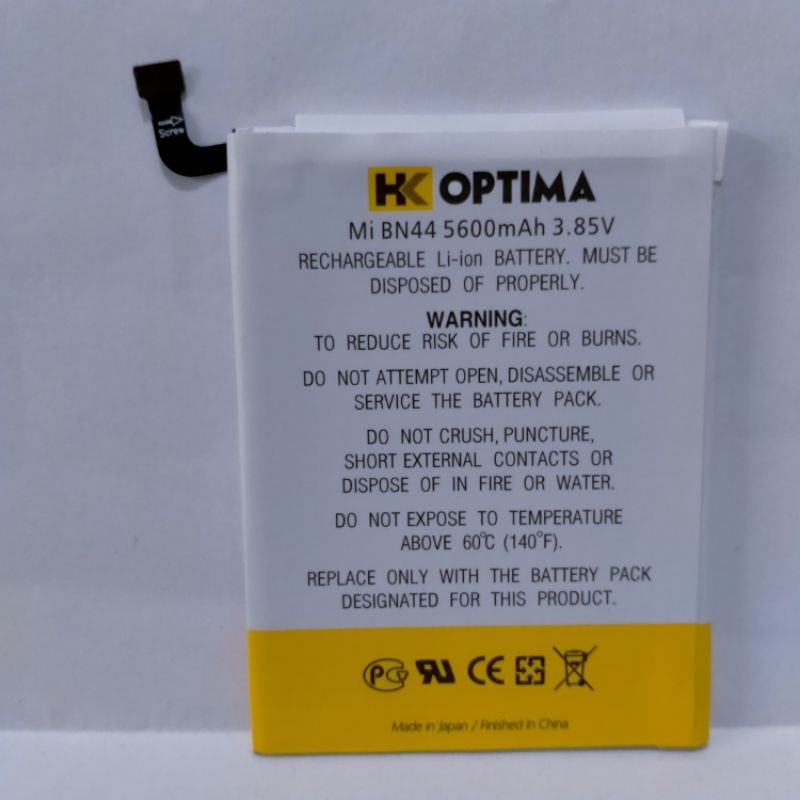 Screw
HK OPTIMA
Mi BN44 5600mAh 3.85V
RECHARGEABLE Li-ion BATTERY. MUST BE
DISPOSED OF PROPERLY.
WARNING:
TO REDUCE RISK OF FIRE OR BURNS.
DO NOT ATTEMPT OPEN, DISASSEMBLE OR
SERVICE THE BATTERY PACK.
DO NOT CRUSH, PUNCTURE,
SHORT EXTERNAL CONTACTS OR
DISPOSE OF IN FIRE OR WATER.
DO NOT EXPOSE TO TEMPERATURE
ABOVE 60℃ (140°F).
REPLACE ONLY WITH THE BATTERY PACK
DESIGNATED FOR THIS PRODUCT.
CE
Made in Japan / Finished in China